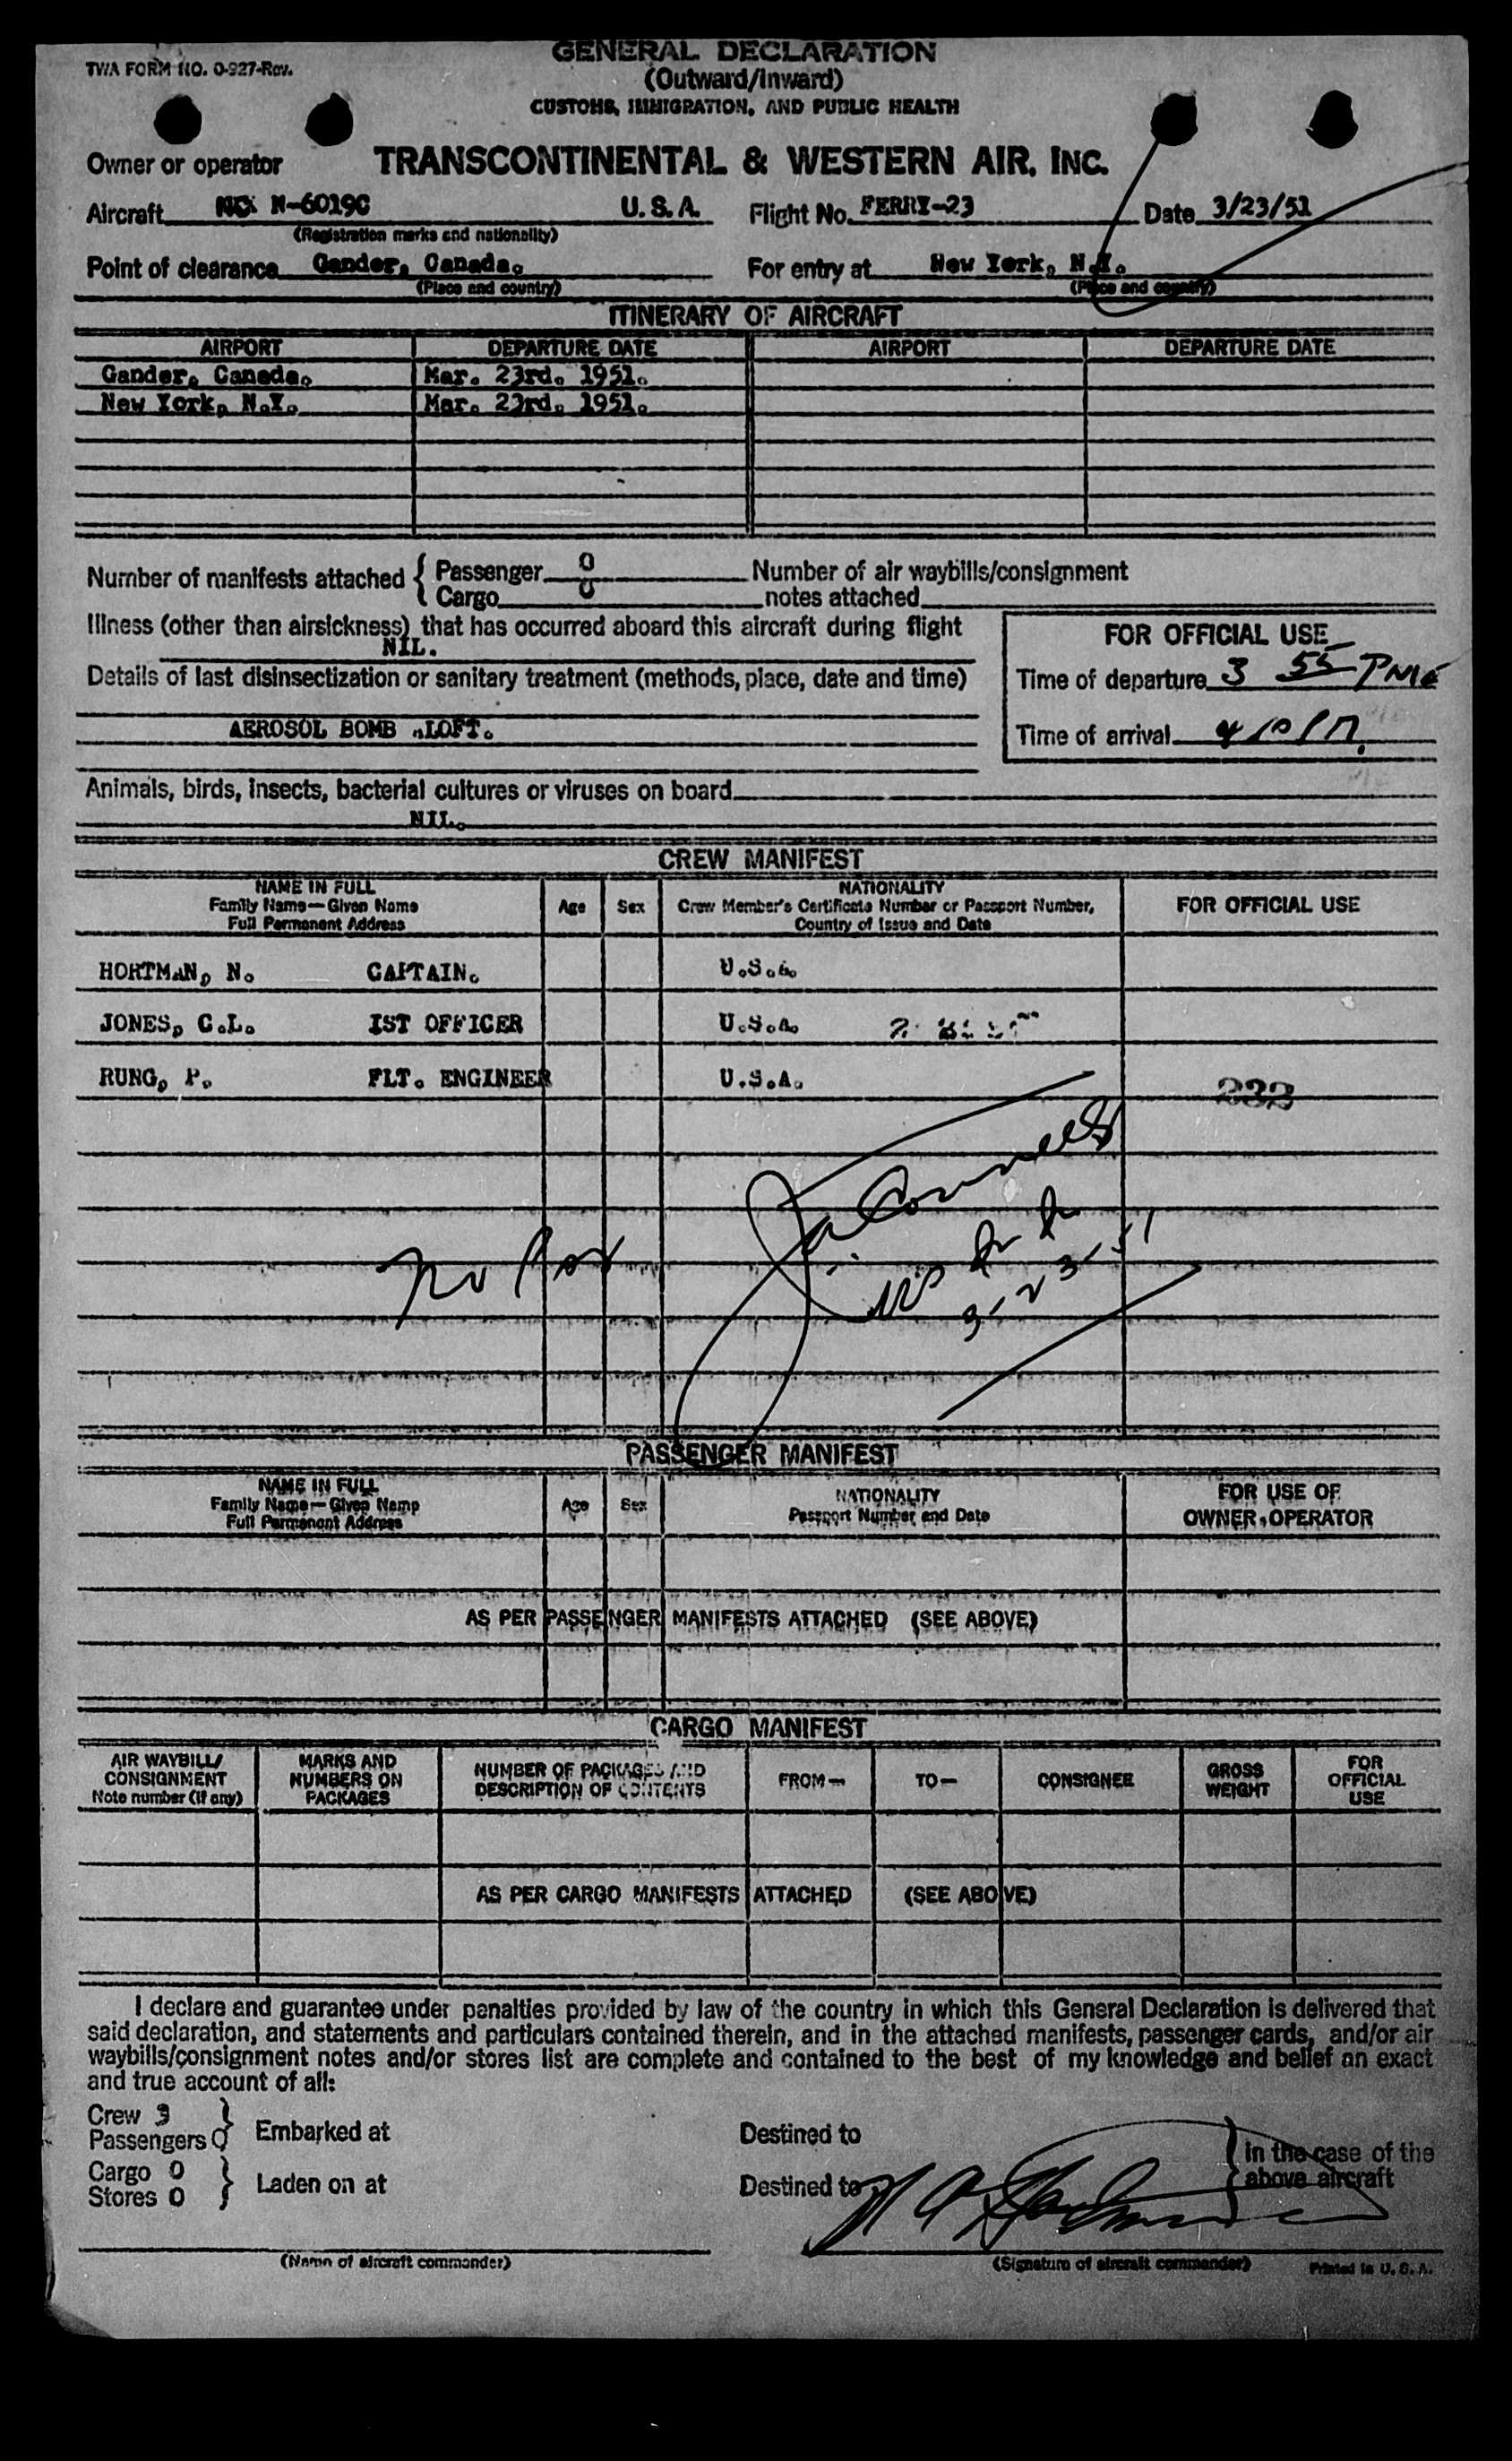 GENERAL DECLARATION
TWA FORM NO. 0-927-Rev.
(Outward/Inward)
CUSTOMS, IMMIGRATION, AND PUBLIC HEALTH
Owner or operator TRANSCONTINENTAL & WESTERN AIR, INC.
Aircraft NC N-6019C U.S.A. Flight No. FERRY-23 Date 3/23/51
(Registration marks and nationality)
Point of clearance Gander, Canada. For entry at New York, N.Y.
(Place and country) (Place and country)
ITINERARY OF AIRCRAFT
AIRPORT DEPARTURE DATE AIRPORT DEPARTURE DATE
Gander, Canada. Mar. 23rd. 1951.
New York, N.Y. Mar. 23rd. 1951.
Number of manifests attached { Passenger 0 Number of air waybills/consignment
Cargo 0 notes attached
Illness (other than airsickness) that has occurred aboard this aircraft during flight
NIL.
FOR OFFICIAL USE
Details of last disinsectization or sanitary treatment (methods, place, date and time)
Time of departure 3 55 P
AEROSOL BOMB .LOFT.
Time of arrival
Animals, birds, insects, bacterial cultures or viruses on board
NIL.
CREW MANIFEST
NAME IN FULL
Family Name—Given Name
Full Permanent Address
Age Sex
NATIONALITY
Crew Member's Certificate Number or Passport Number,
Country of Issue and Date
FOR OFFICIAL USE
HORTMAN, N. CAPTAIN. U.S.A.
JONES, C.L. IST OFFICER U.S.A.
RUNG, P. FLT. ENGINEER U.S.A.
232
No
3-23-51
PASSENGER MANIFEST
NAME IN FULL
Family Name—Given Name
Full Permanent Address
Age Sex
NATIONALITY
Passport Number and Date
FOR USE OF
OWNER, OPERATOR
AS PER PASSENGER MANIFESTS ATTACHED (SEE ABOVE)
CARGO MANIFEST
AIR WAYBILL/
CONSIGNMENT
Note number (if any)
MARKS AND
NUMBERS ON
PACKAGES
NUMBER OF PACKAGES AND
DESCRIPTION OF CONTENTS
FROM— TO— CONSIGNEE
GROSS
WEIGHT
FOR
OFFICIAL
USE
AS PER CARGO MANIFESTS ATTACHED (SEE ABOVE)
I declare and guarantee under penalties provided by law of the country in which this General Declaration is delivered that
said declaration, and statements and particulars contained therein, and in the attached manifests, passenger cards, and/or air
waybills/consignment notes and/or stores list are complete and contained to the best of my knowledge and belief an exact
and true account of all:
Crew 3
Passengers 0 } Embarked at Destined to
Cargo 0
Stores 0 } Laden on at Destined to
} in the case of the
above aircraft
(Name of aircraft commander) (Signature of aircraft commander) Printed in U.S.A.